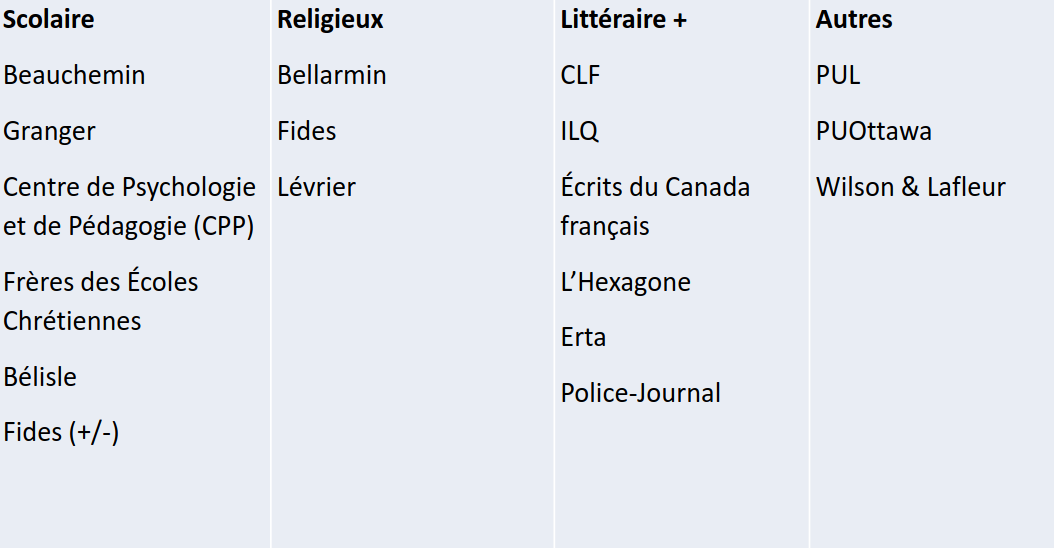 Scolaire
Beauchemin
Granger
Centre de Psychologie
et de Pédagogie (CPP)
Frères des Écoles
Chrétiennes
Bélisle
Fides (+/-)
Religieux
Bellarmin
Fides
Lévrier
Littéraire +
CLF
ILQ
Écrits du Canada
français
L’Hexagone
Erta
Police-Journal
Autres
PUL
PUOttawa
Wilson & Lafleur